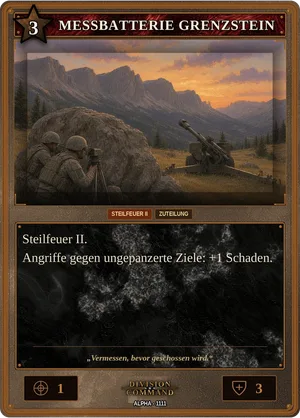 3
MESSBATTERIE GRENZSTEIN
STEILFEUER II
ZUTEILUNG
Steilfeuer II.
Angriffe gegen ungepanzerte Ziele: +1 Schaden.
„Vermessen, bevor geschossen wird.“
1
DIVISION
COMMAND
ALPHA · 1111
3